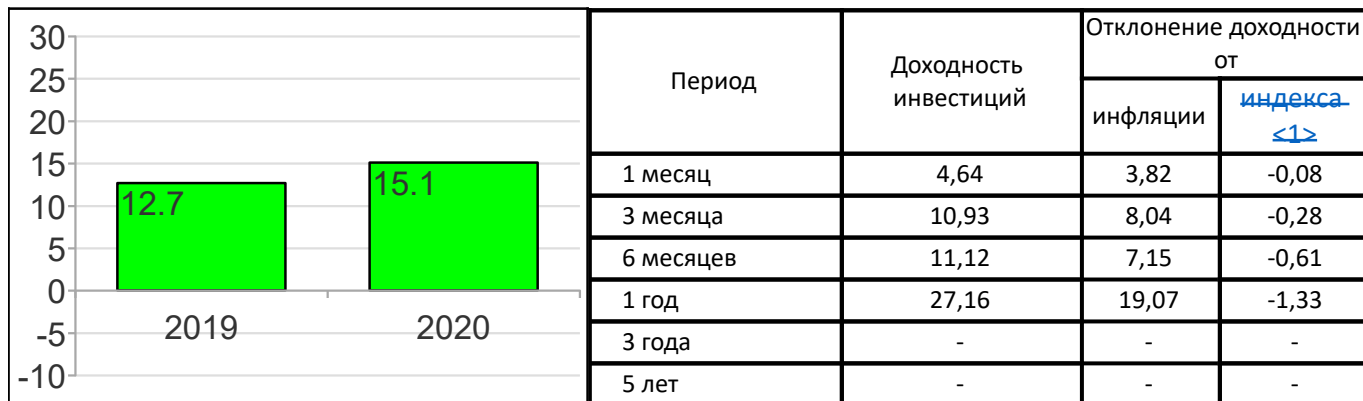 30
25
20
15
10
5
0
-5
-10
12.7
15.1
2019
2020
Период
Доходность
инвестиций
Отклонение доходности
от
инфляции
индекса
<1>
1 месяц 4,64 3,82 -0,08
3 месяца 10,93 8,04 -0,28
6 месяцев 11,12 7,15 -0,61
1 год 27,16 19,07 -1,33
3 года - - -
5 лет - - -